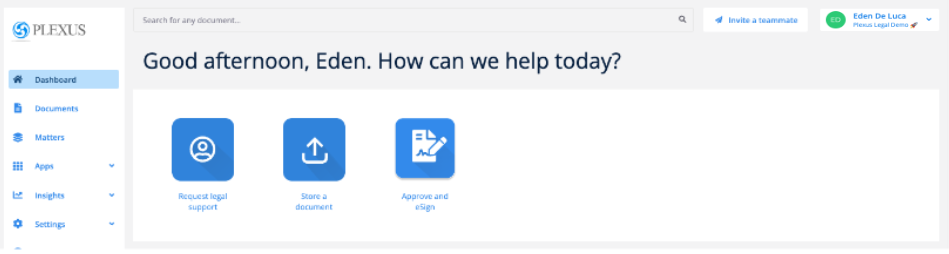 PLEXUS
Search for any document...
Invite a teammate
ED
Eden De Luca
Plexus Legal Demo 🚀
Good afternoon, Eden. How can we help today?
Dashboard
Documents
Matters
Apps
Insights
Settings
Request legal
support
Store a
document
Approve and
eSign